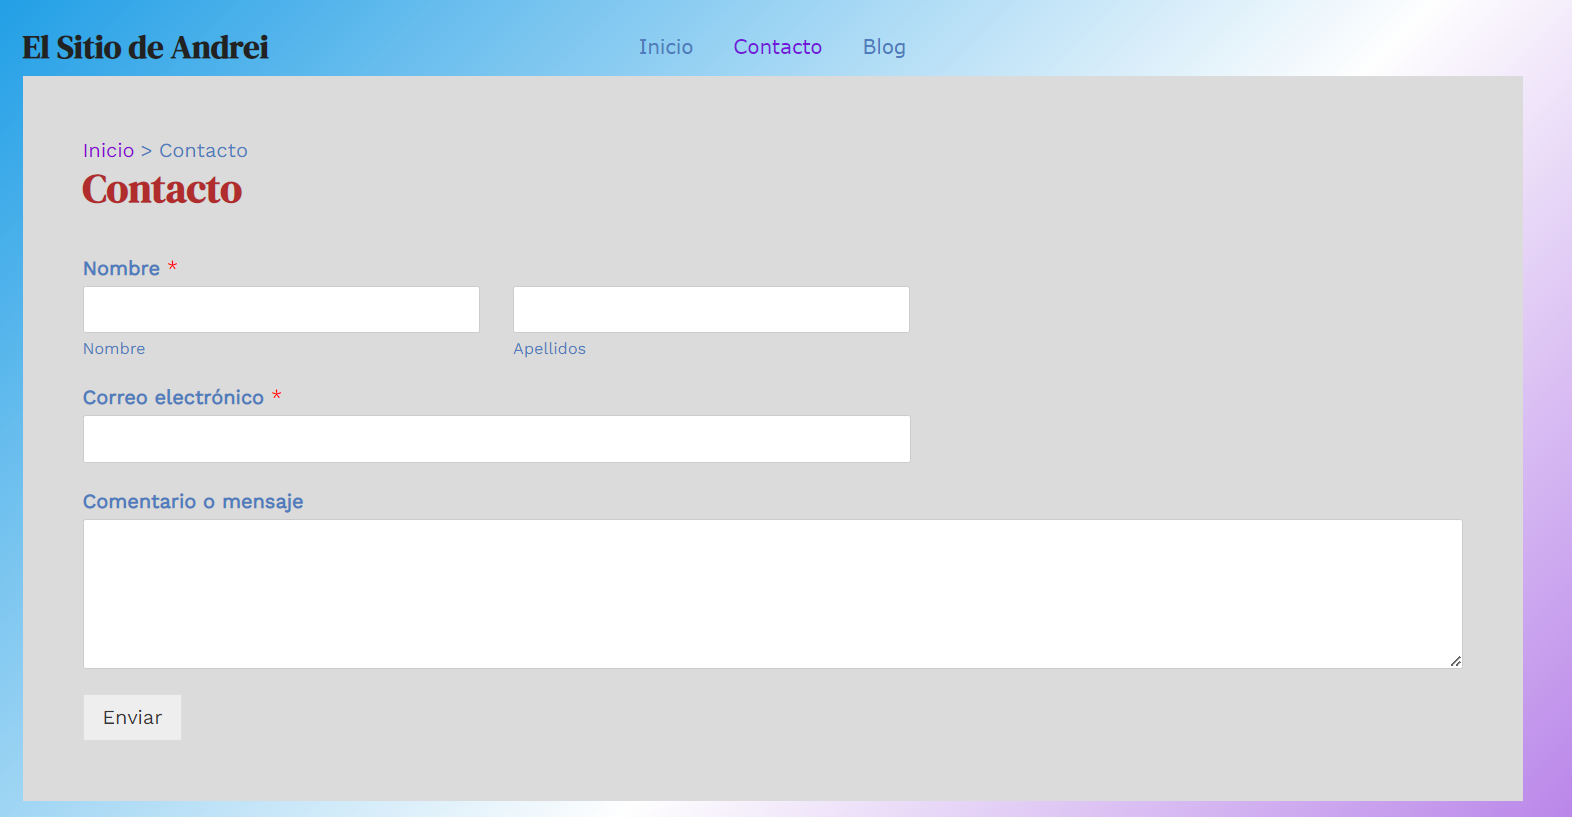 El Sitio de Andrei
Inicio Contacto Blog
Inicio > Contacto
Contacto
Nombre *
Nombre Apellidos
Correo electrónico *
Comentario o mensaje
Enviar